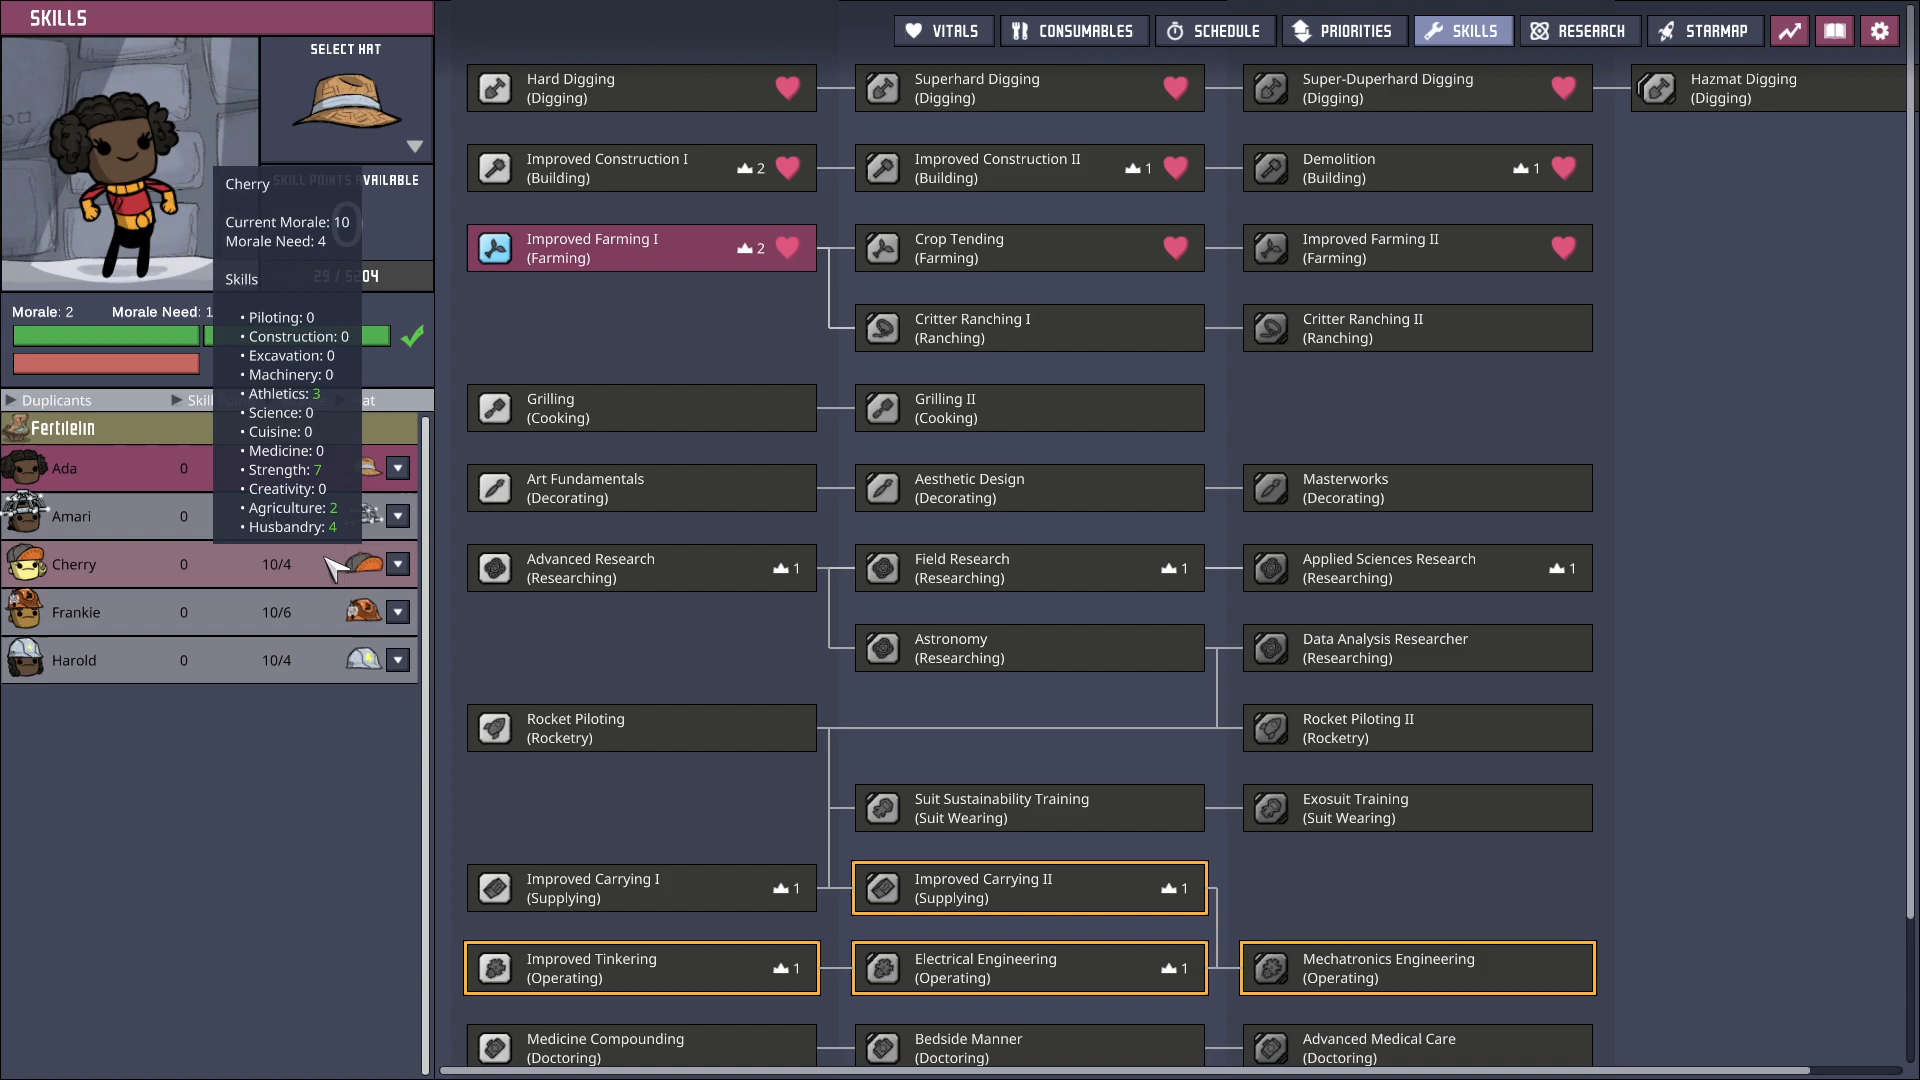 SKILLS
VITALS
CONSUMABLES
SCHEDULE
PRIORITIES
SKILLS
RESEARCH
STARMAP
SELECT HAT
SKILL POINTS AVAILABLE
0
29 / 5204
Morale: 2
Morale Need: 1
Duplicants
Skill
at
Fertilelin
Ada
0
Amari
0
Cherry
0
10/4
Frankie
0
10/6
Harold
0
10/4
Cherry
Current Morale: 10
Morale Need: 4
Skills
• Piloting: 0
• Construction: 0
• Excavation: 0
• Machinery: 0
• Athletics: 3
• Science: 0
• Cuisine: 0
• Medicine: 0
• Strength: 7
• Creativity: 0
• Agriculture: 2
• Husbandry: 4
Hard Digging
(Digging)
Superhard Digging
(Digging)
Super-Duperhard Digging
(Digging)
Hazmat Digging
(Digging)
Improved Construction I
(Building)
2
Improved Construction II
(Building)
1
Demolition
(Building)
1
Improved Farming I
(Farming)
2
Crop Tending
(Farming)
Improved Farming II
(Farming)
Critter Ranching I
(Ranching)
Critter Ranching II
(Ranching)
Grilling
(Cooking)
Grilling II
(Cooking)
Art Fundamentals
(Decorating)
Aesthetic Design
(Decorating)
Masterworks
(Decorating)
Advanced Research
(Researching)
1
Field Research
(Researching)
1
Applied Sciences Research
(Researching)
1
Astronomy
(Researching)
Data Analysis Researcher
(Researching)
Rocket Piloting
(Rocketry)
Rocket Piloting II
(Rocketry)
Suit Sustainability Training
(Suit Wearing)
Exosuit Training
(Suit Wearing)
Improved Carrying I
(Supplying)
1
Improved Carrying II
(Supplying)
1
Improved Tinkering
(Operating)
1
Electrical Engineering
(Operating)
1
Mechatronics Engineering
(Operating)
Medicine Compounding
(Doctoring)
Bedside Manner
(Doctoring)
Advanced Medical Care
(Doctoring)